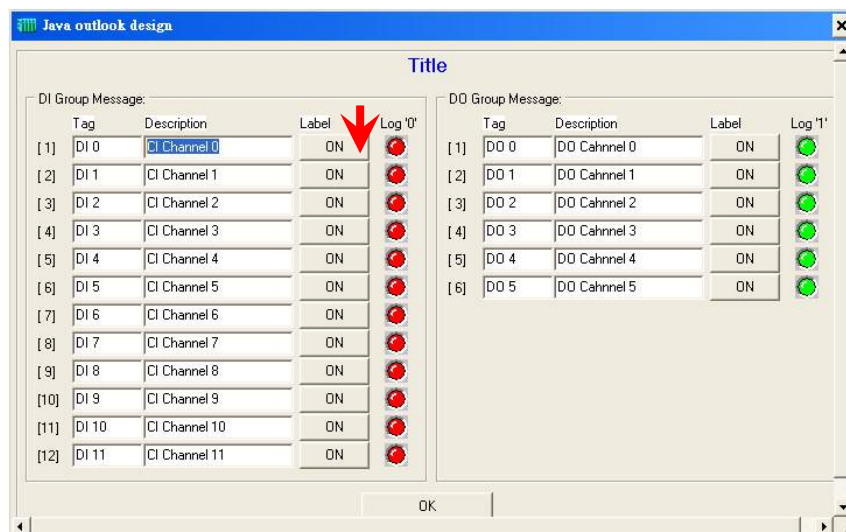 Java outlook design
Title
DI Group Message:
Tag Description Label Log '0'
[1] DI 0 CI Channel 0 ON
[2] DI 1 CI Channel 1 ON
[3] DI 2 CI Channel 2 ON
[4] DI 3 CI Channel 3 ON
[5] DI 4 CI Channel 4 ON
[6] DI 5 CI Channel 5 ON
[7] DI 6 CI Channel 6 ON
[8] DI 7 CI Channel 7 ON
[9] DI 8 CI Channel 8 ON
[10] DI 9 CI Channel 9 ON
[11] DI 10 CI Channel 10 ON
[12] DI 11 CI Channel 11 ON
DO Group Message:
Tag Description Label Log '1'
[1] DO 0 DO Cahnnel 0 ON
[2] DO 1 DO Cahnnel 1 ON
[3] DO 2 DO Cahnnel 2 ON
[4] DO 3 DO Cahnnel 3 ON
[5] DO 4 DO Cahnnel 4 ON
[6] DO 5 DO Cahnnel 5 ON
OK